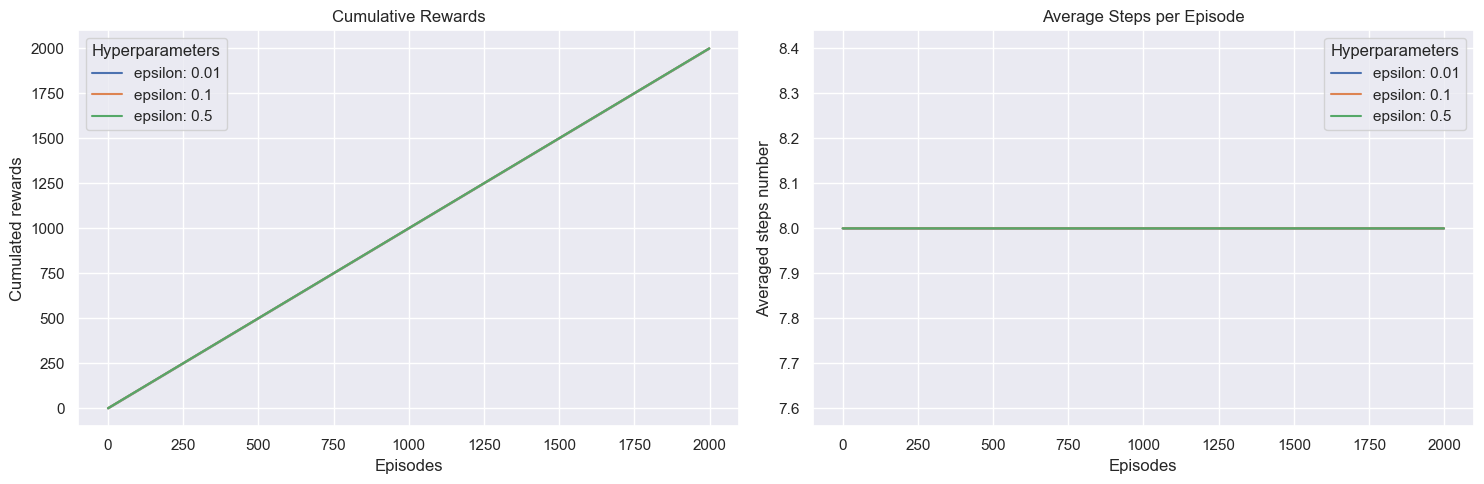 Cumulative Rewards
Hyperparameters
epsilon: 0.01
epsilon: 0.1
epsilon: 0.5
2000
1750
1500
1250
1000
750
500
250
0
Cumulated rewards
0 250 500 750 1000 1250 1500 1750 2000
Episodes
Average Steps per Episode
Hyperparameters
epsilon: 0.01
epsilon: 0.1
epsilon: 0.5
8.4
8.3
8.2
8.1
8.0
7.9
7.8
7.7
7.6
Averaged steps number
0 250 500 750 1000 1250 1500 1750 2000
Episodes